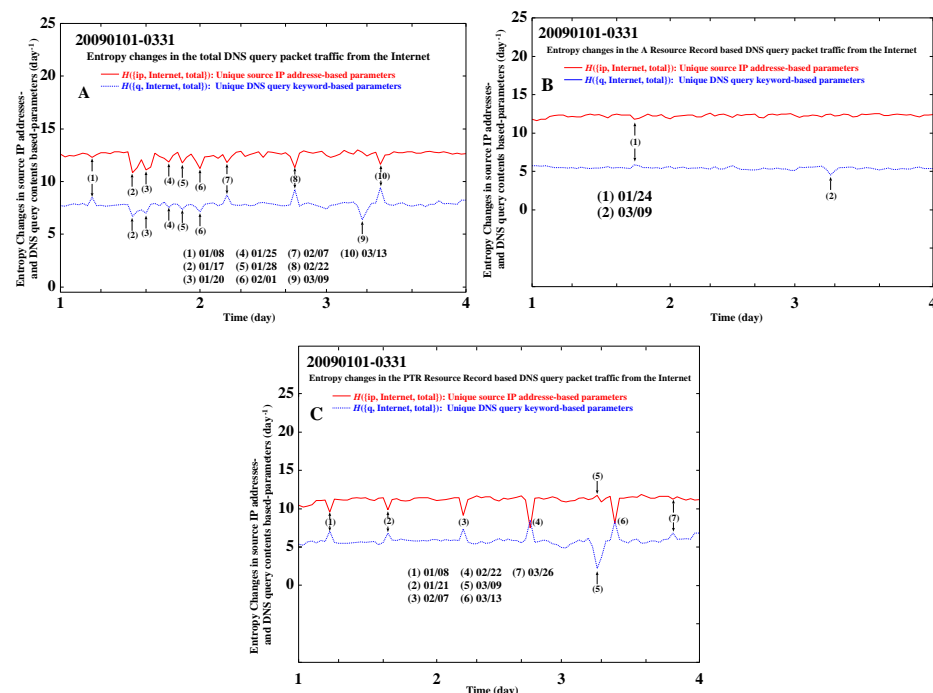 20090101-0331
Entropy changes in the total DNS query packet traffic from the Internet
H({ip, Internet, total}): Unique source IP addresse-based parameters
H({q, Internet, total}): Unique DNS query keyword-based parameters
A
Entropy Changes in source IP addresses-
and DNS query contents based-parameters (day-1)
25
20
15
10
5
0
(1)
(2)
(3)
(4)
(5)
(6)
(7)
(8)
(10)
(2)
(3)
(4)
(5)
(6)
(9)
(1) 01/08 (4) 01/25 (7) 02/07 (10) 03/13
(2) 01/17 (5) 01/28 (8) 02/22
(3) 01/20 (6) 02/01 (9) 03/09
1 2 3 4
Time (day)
20090101-0331
Entropy changes in the A Resource Record based DNS query packet traffic from the Internet
H({ip, Internet, total}): Unique source IP addresse-based parameters
H({q, Internet, total}): Unique DNS query keyword-based parameters
B
Entropy Changes in source IP addresses-
and DNS query contents based-parameters (day-1)
25
20
15
10
5
0
(1)
(2)
(1) 01/24
(2) 03/09
1 2 3 4
Time (day)
20090101-0331
Entropy changes in the PTR Resource Record based DNS query packet traffic from the Internet
H({ip, Internet, total}): Unique source IP addresse-based parameters
H({q, Internet, total}): Unique DNS query keyword-based parameters
C
Entropy Changes in source IP addresses-
and DNS query contents based-parameters (day-1)
25
20
15
10
5
0
(5)
(1)
(2)
(3)
(4)
(6)
(7)
(5)
(1) 01/08 (4) 02/22 (7) 03/26
(2) 01/21 (5) 03/09
(3) 02/07 (6) 03/13
1 2 3 4
Time (day)